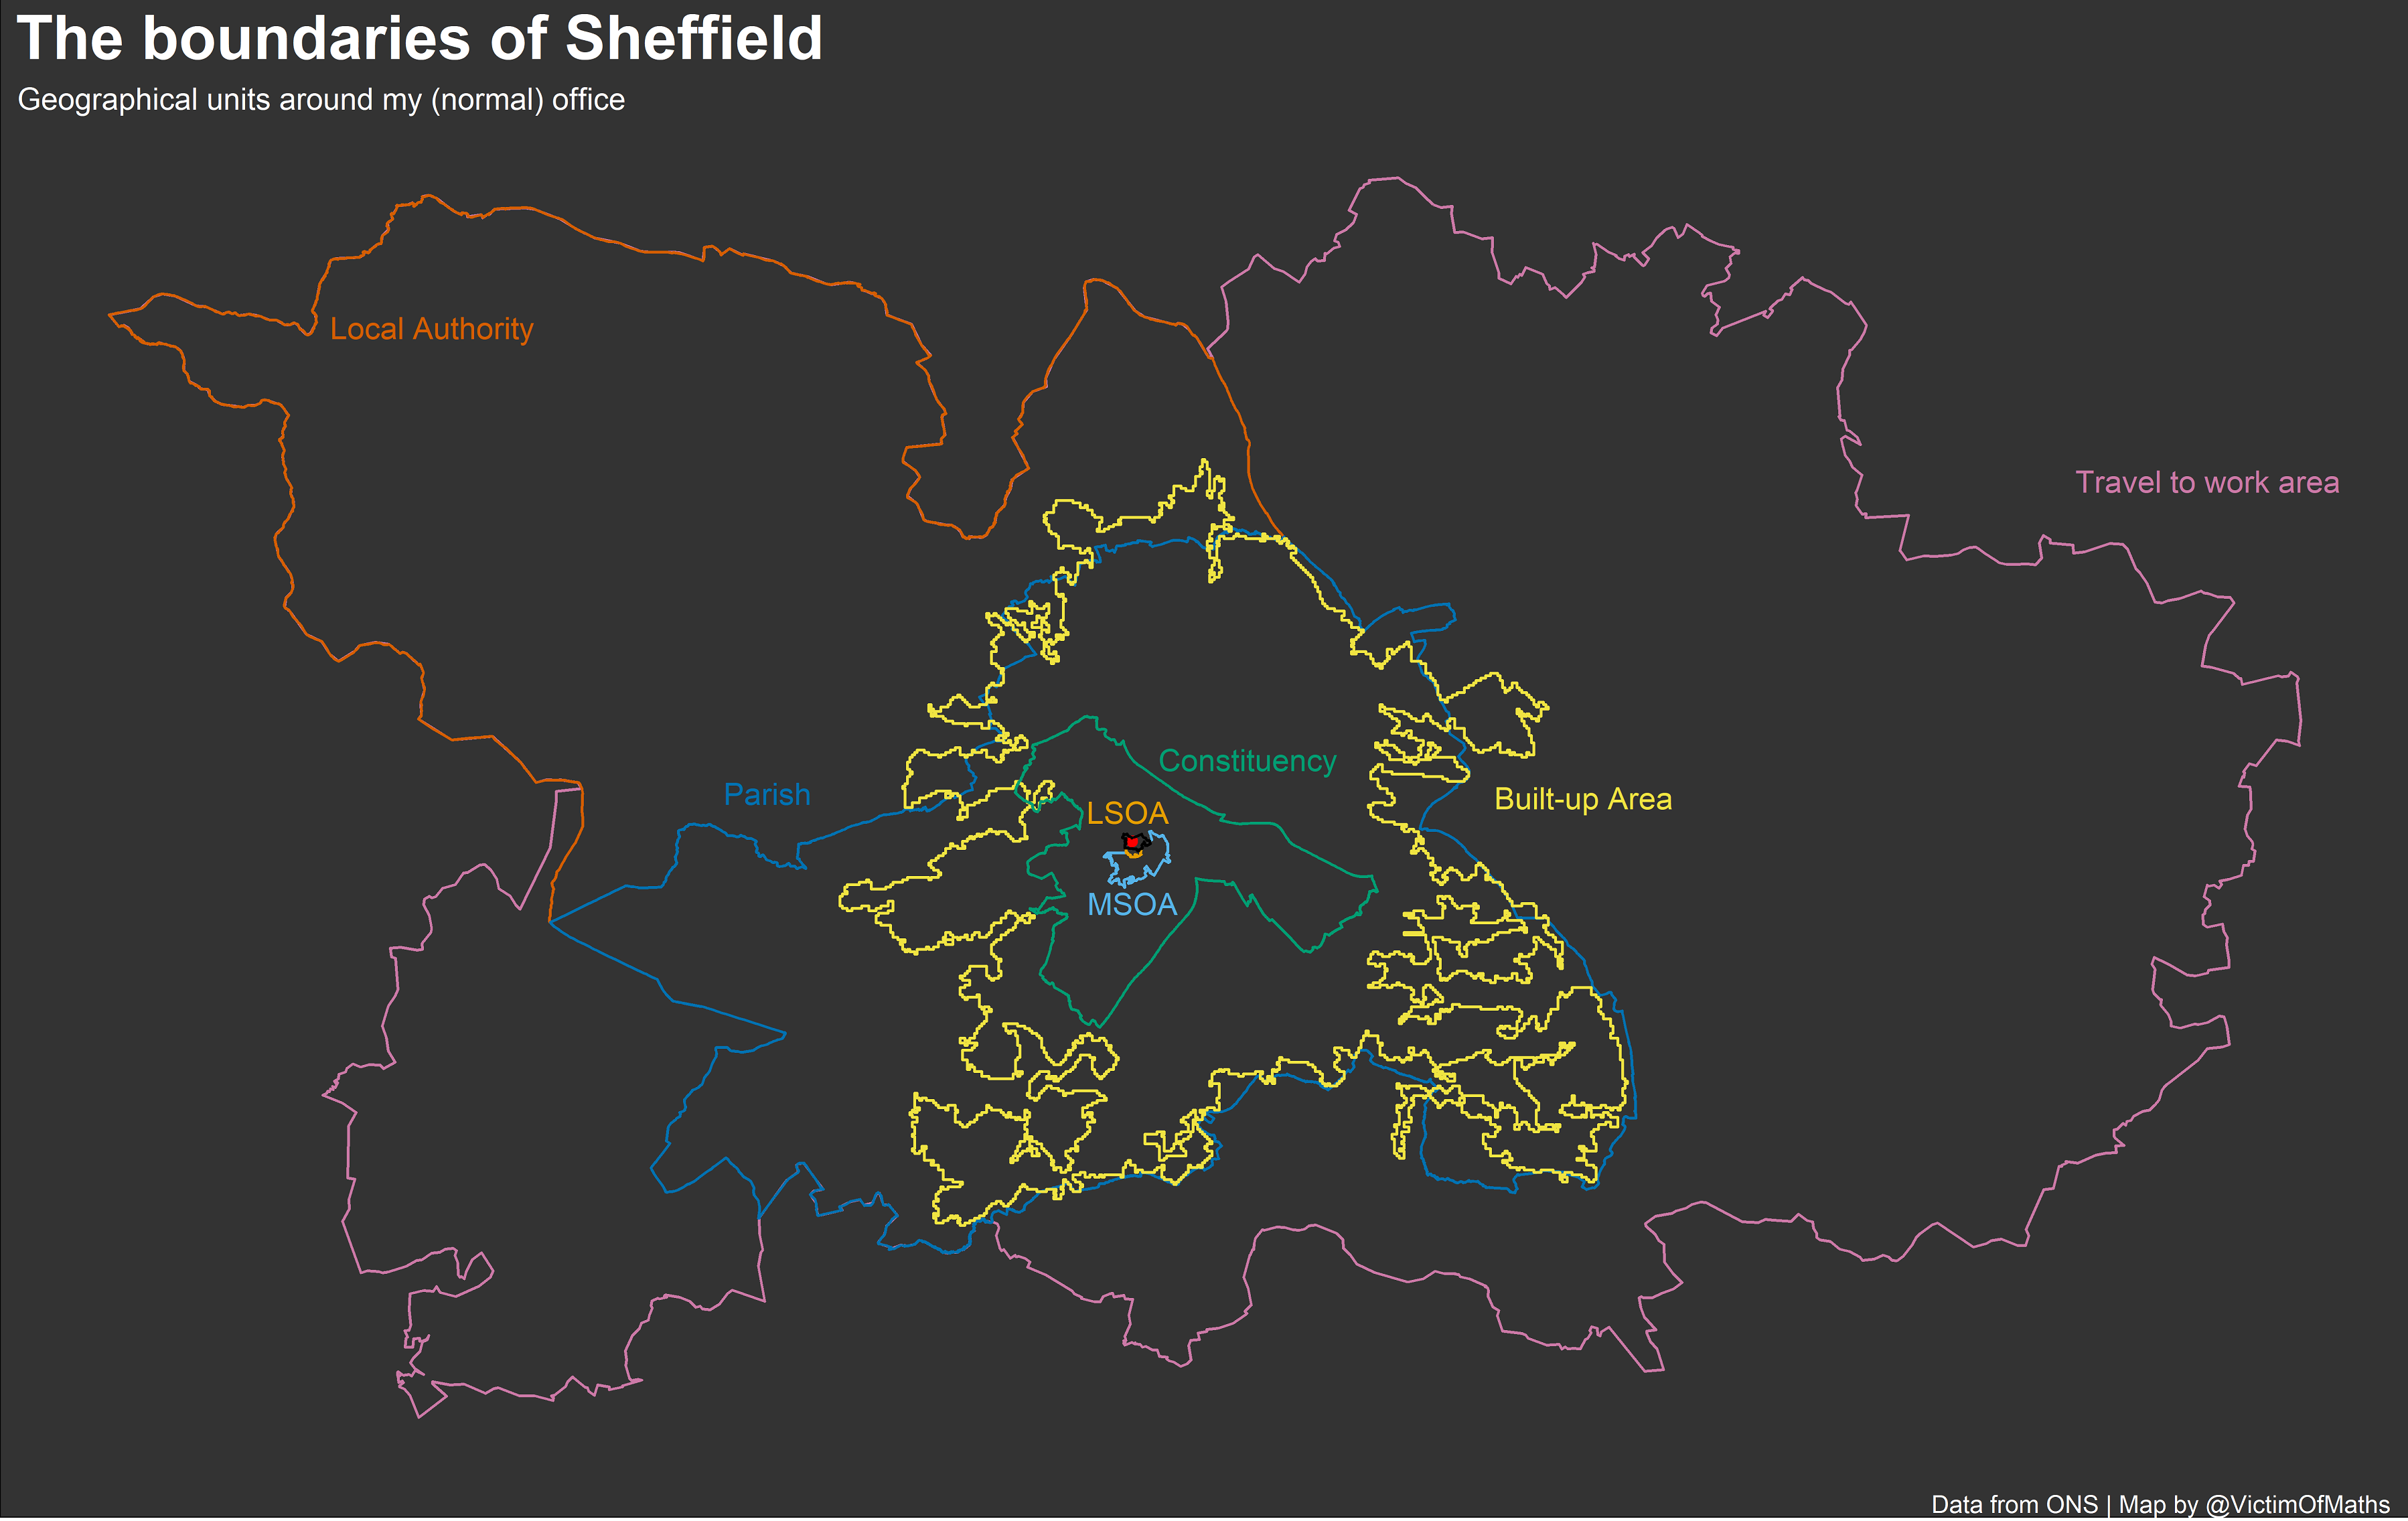 The boundaries of Sheffield
Geographical units around my (normal) office
Local Authority
Travel to work area
Constituency
Parish
Built-up Area
LSOA
MSOA
Data from ONS | Map by @VictimOfMaths